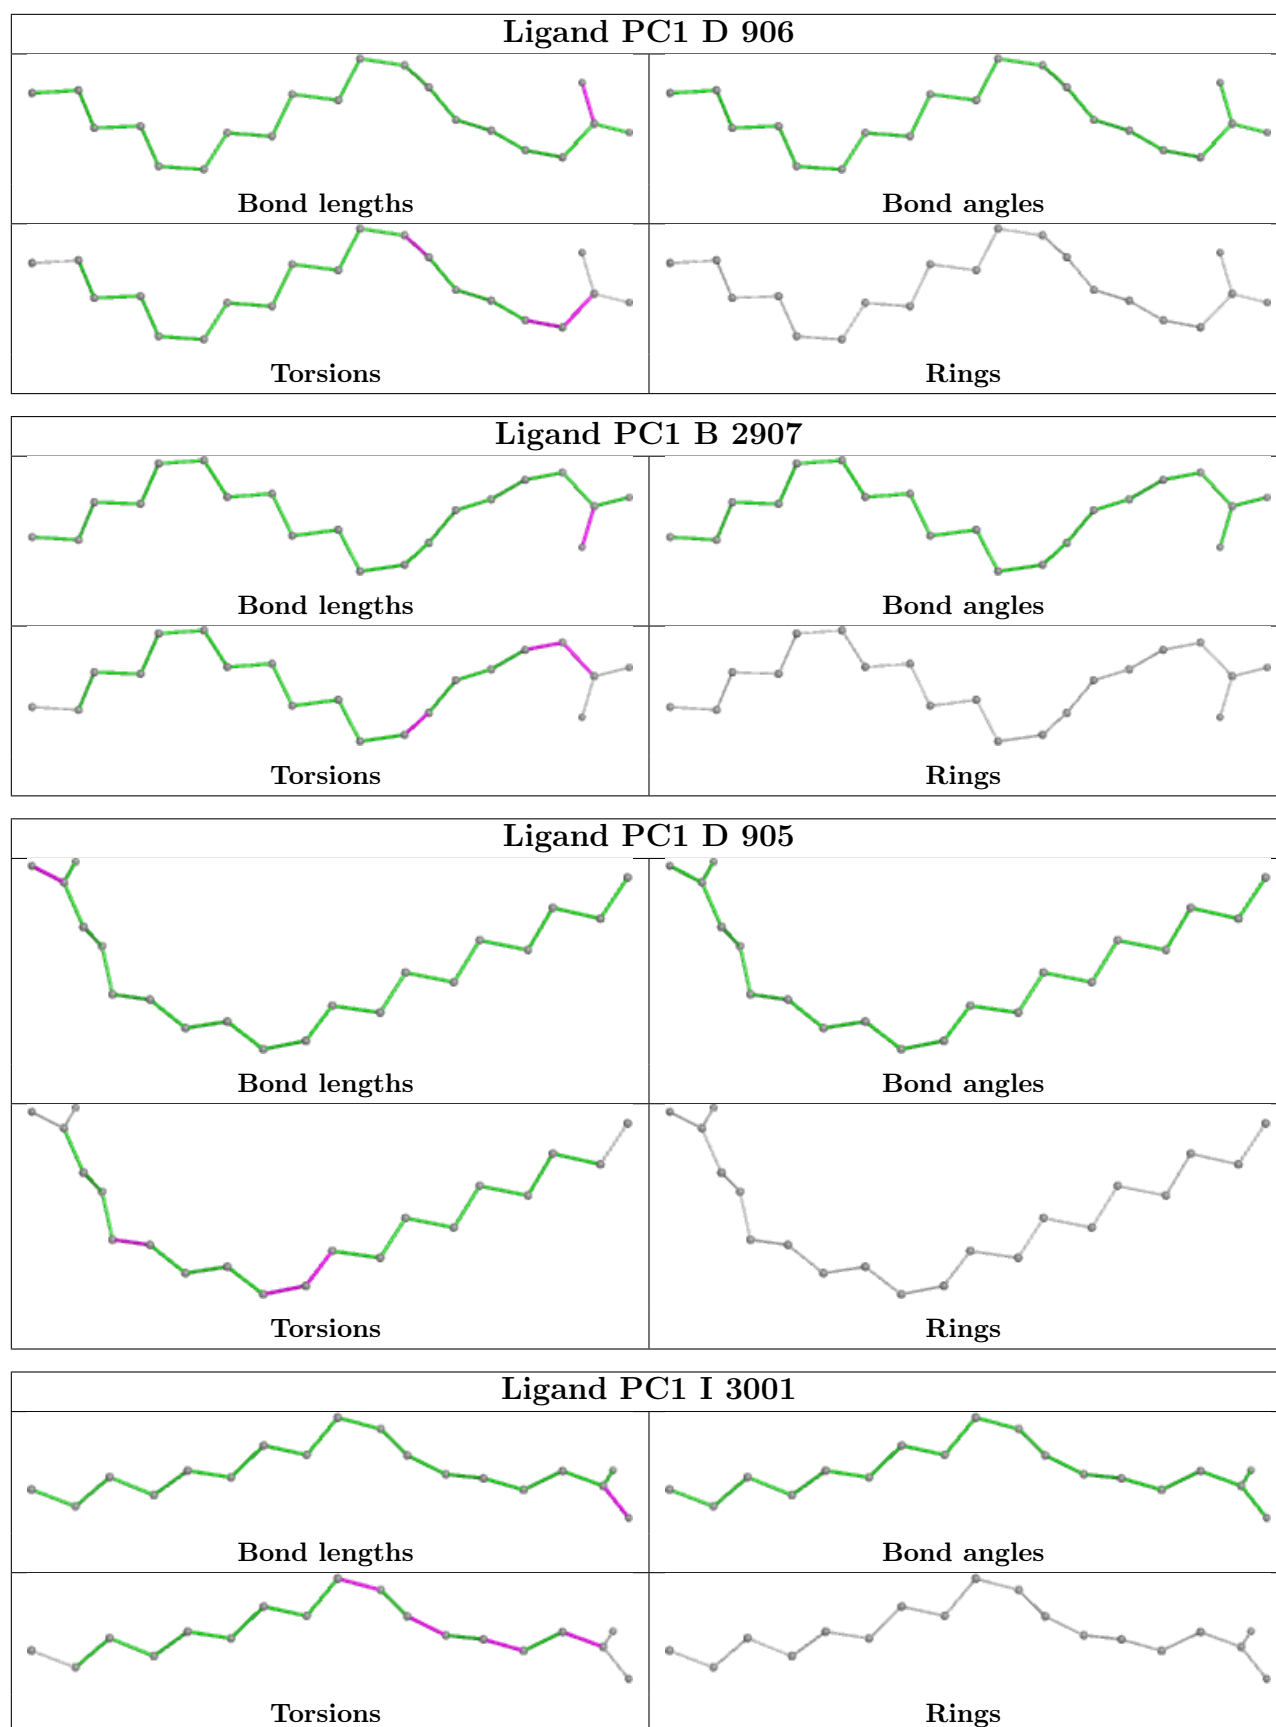 Ligand PC1 D 906
Bond lengths
Bond angles
Torsions
Rings
Ligand PC1 B 2907
Bond lengths
Bond angles
Torsions
Rings
Ligand PC1 D 905
Bond lengths
Bond angles
Torsions
Rings
Ligand PC1 I 3001
Bond lengths
Bond angles
Torsions
Rings